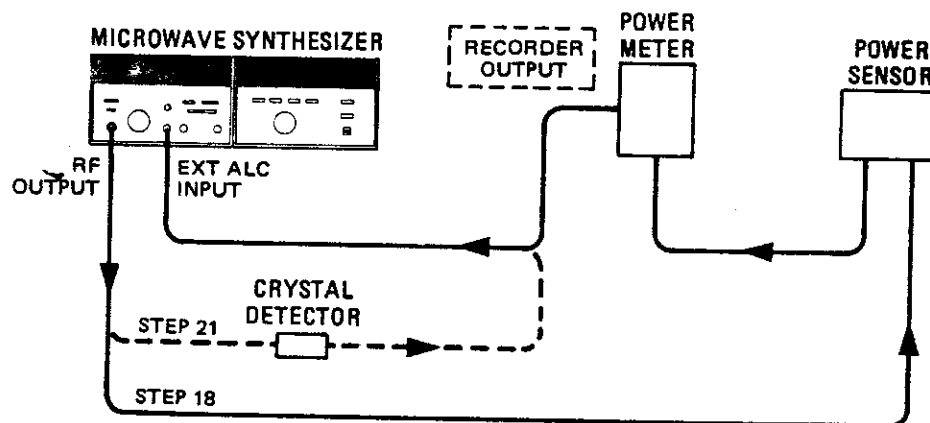 MICROWAVE SYNTHESIZER
RECORDER
OUTPUT
POWER
METER
POWER
SENSOR
RF
OUTPUT
EXT ALC
INPUT
CRYSTAL
DETECTOR
STEP 21
STEP 18